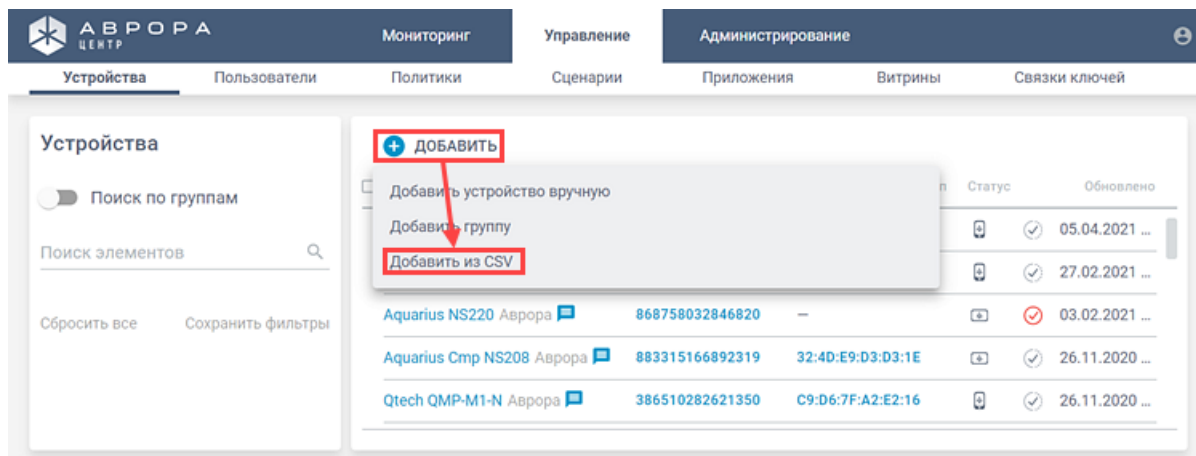 АВРОРА
ЦЕНТР
Мониторинг Управление Администрирование
Устройства Пользователи Политики Сценарии Приложения Витрины Связки ключей
Устройства
Поиск по группам
Поиск элементов
Сбросить все Сохранить фильтры
ДОБАВИТЬ
Добавить устройство вручную
Добавить группу
Добавить из CSV
Статус Обновлено
05.04.2021 ...
27.02.2021 ...
Aquarius NS220 Аврора 868758032846820 — 03.02.2021 ...
Aquarius Cmp NS208 Аврора 883315166892319 32:4D:E9:D3:D3:1E 26.11.2020 ...
Qtech QMP-M1-N Аврора 386510282621350 C9:D6:7F:A2:E2:16 26.11.2020 ...